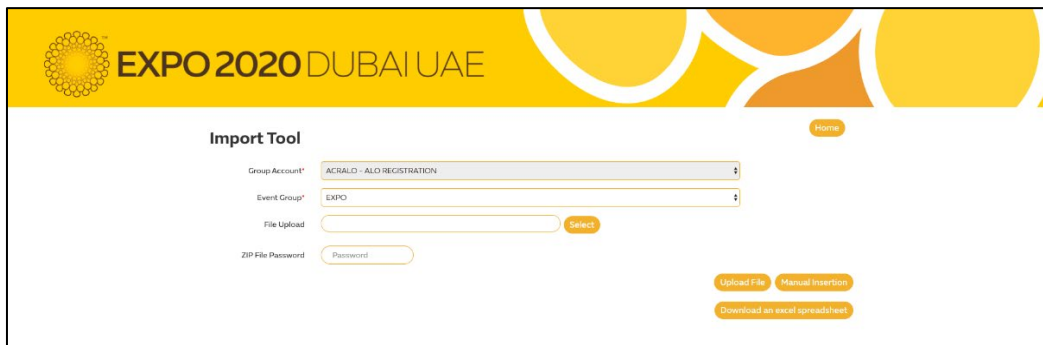 EXPO 2020 DUBAI UAE
Home
Import Tool
Group Account* ACRALO - ALO REGISTRATION
Event Group* EXPO
File Upload Select
ZIP File Password Password
Upload File Manual Insertion
Download an excel spreadsheet